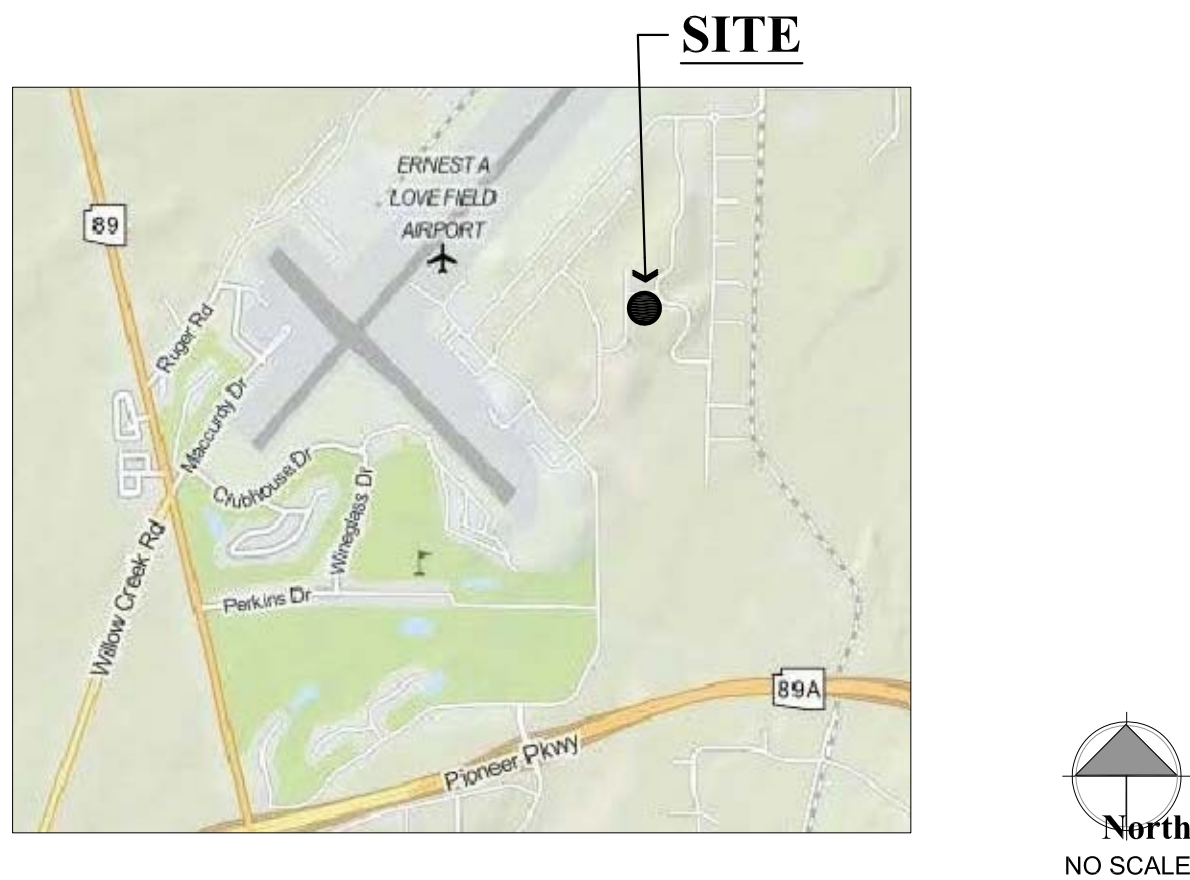 SITE
ERNEST A
LOVE FIELD
AIRPORT
89
Ruger Rd
Maccurdy Dr
Clubhouse Dr
Wineglass Dr
Willow Creek Rd
Perkins Dr
89A
Pioneer Pkwy
North
NO SCALE